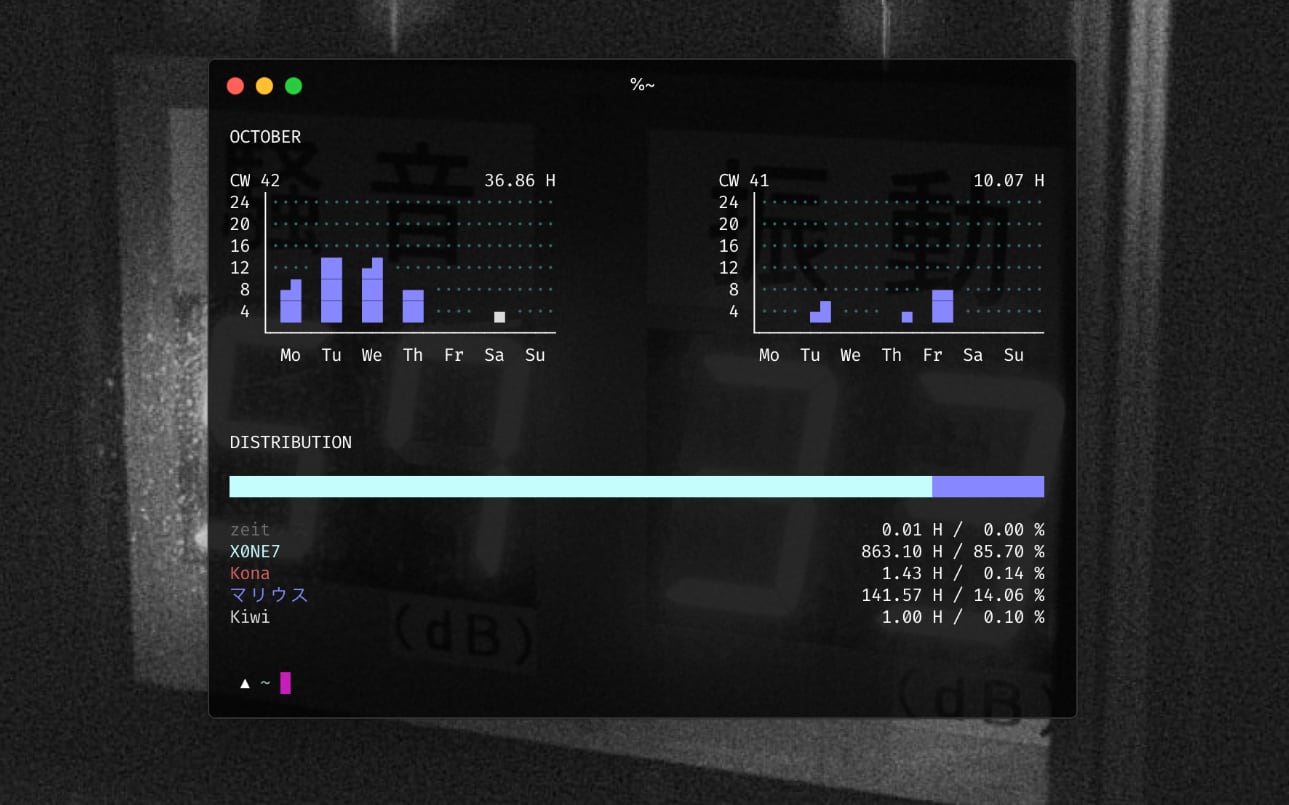 %~
OCTOBER
CW 42 36.86 H
24
20
16
12
8
4
Mo Tu We Th Fr Sa Su
CW 41 10.07 H
24
20
16
12
8
4
Mo Tu We Th Fr Sa Su
騒音
振動
DISTRIBUTION
zeit 0.01 H / 0.00 %
X0NE7 863.10 H / 85.70 %
Kona 1.43 H / 0.14 %
マリウス 141.57 H / 14.06 %
Kiwi 1.00 H / 0.10 %
(dB)
(dB)
▲ ~